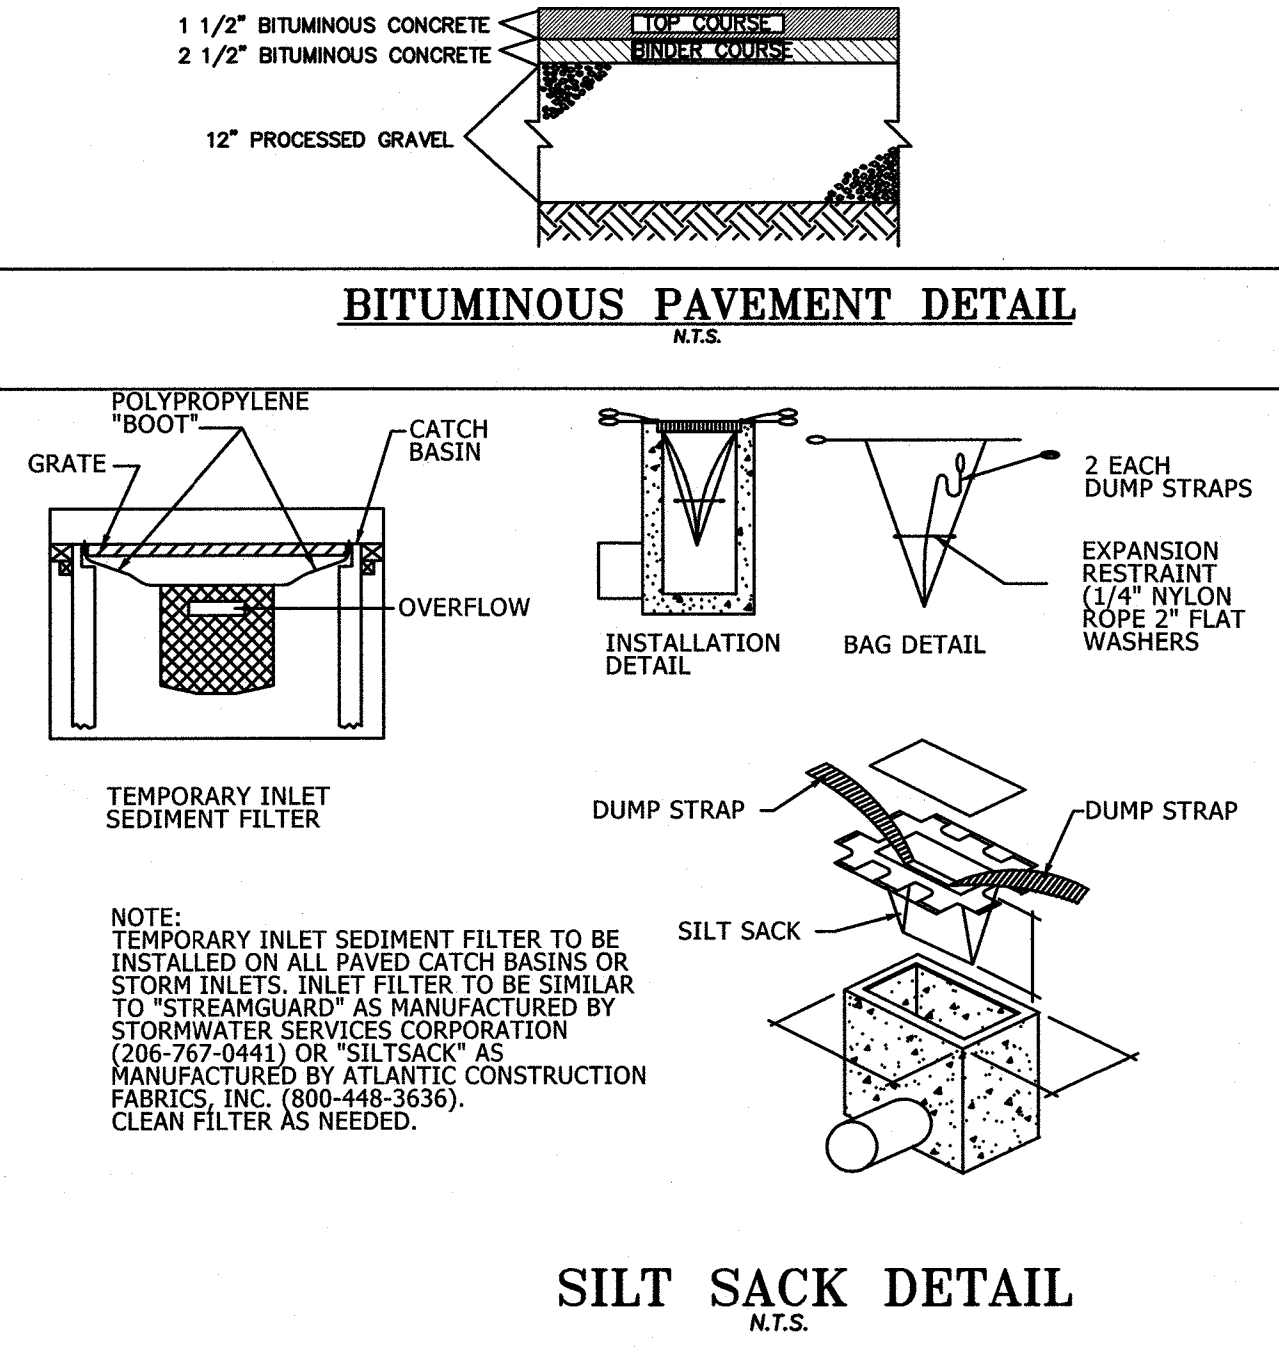 1 1/2" BITUMINOUS CONCRETE
TOP COURSE
2 1/2" BITUMINOUS CONCRETE
BINDER COURSE
12" PROCESSED GRAVEL
BITUMINOUS PAVEMENT DETAIL
N.T.S.
POLYPROPYLENE
"BOOT"
GRATE
CATCH
BASIN
OVERFLOW
TEMPORARY INLET
SEDIMENT FILTER
INSTALLATION
DETAIL
BAG DETAIL
2 EACH
DUMP STRAPS
EXPANSION
RESTRAINT
(1/4" NYLON
ROPE 2" FLAT
WASHERS
DUMP STRAP
DUMP STRAP
SILT SACK
NOTE:
TEMPORARY INLET SEDIMENT FILTER TO BE
INSTALLED ON ALL PAVED CATCH BASINS OR
STORM INLETS. INLET FILTER TO BE SIMILAR
TO "STREAMGUARD" AS MANUFACTURED BY
STORMWATER SERVICES CORPORATION
(206-767-0441) OR "SILTSACK" AS
MANUFACTURED BY ATLANTIC CONSTRUCTION
FABRICS, INC. (800-448-3636).
CLEAN FILTER AS NEEDED.
SILT SACK DETAIL
N.T.S.